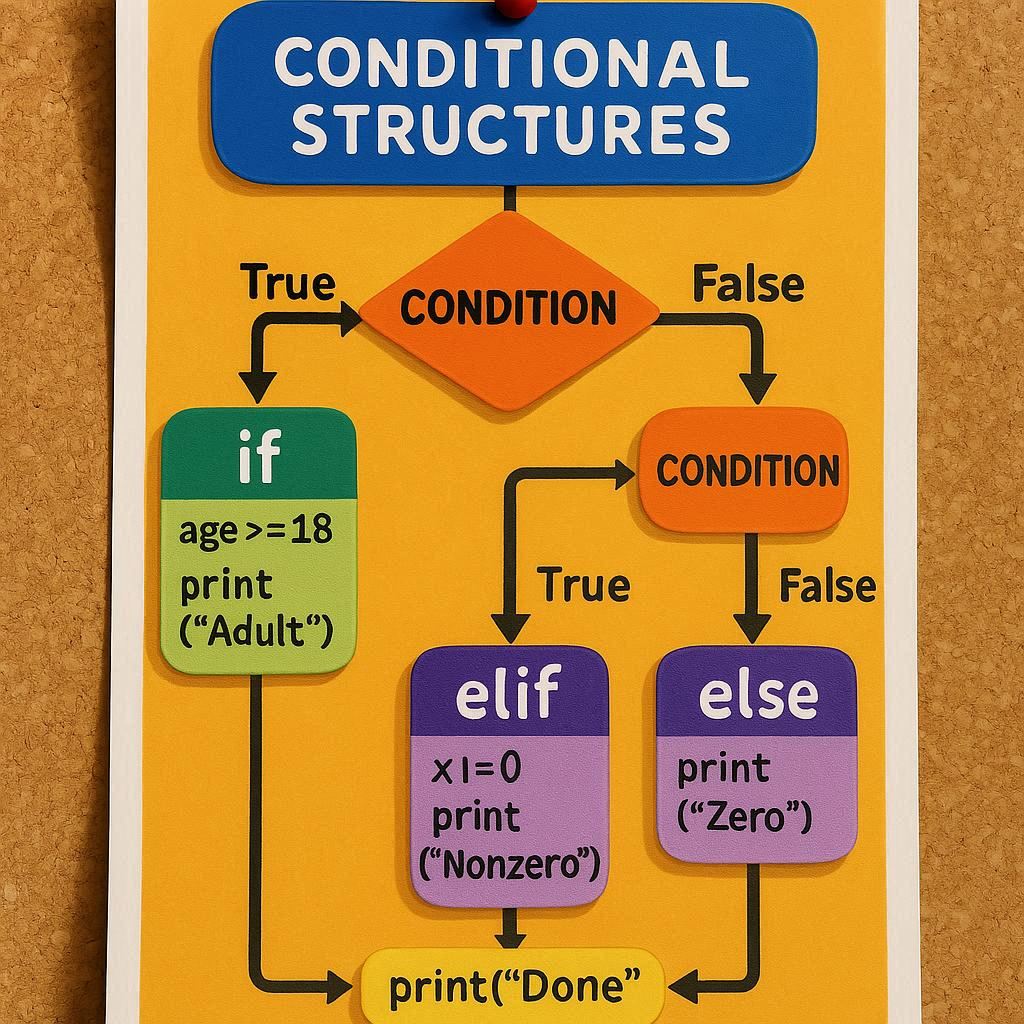 CONDITIONAL
STRUCTURES
True
CONDITION
False
if
age >= 18
print
("Adult")
CONDITION
True
False
elif
x I=0
print
("Nonzero")
else
print
("Zero")
print("Done"